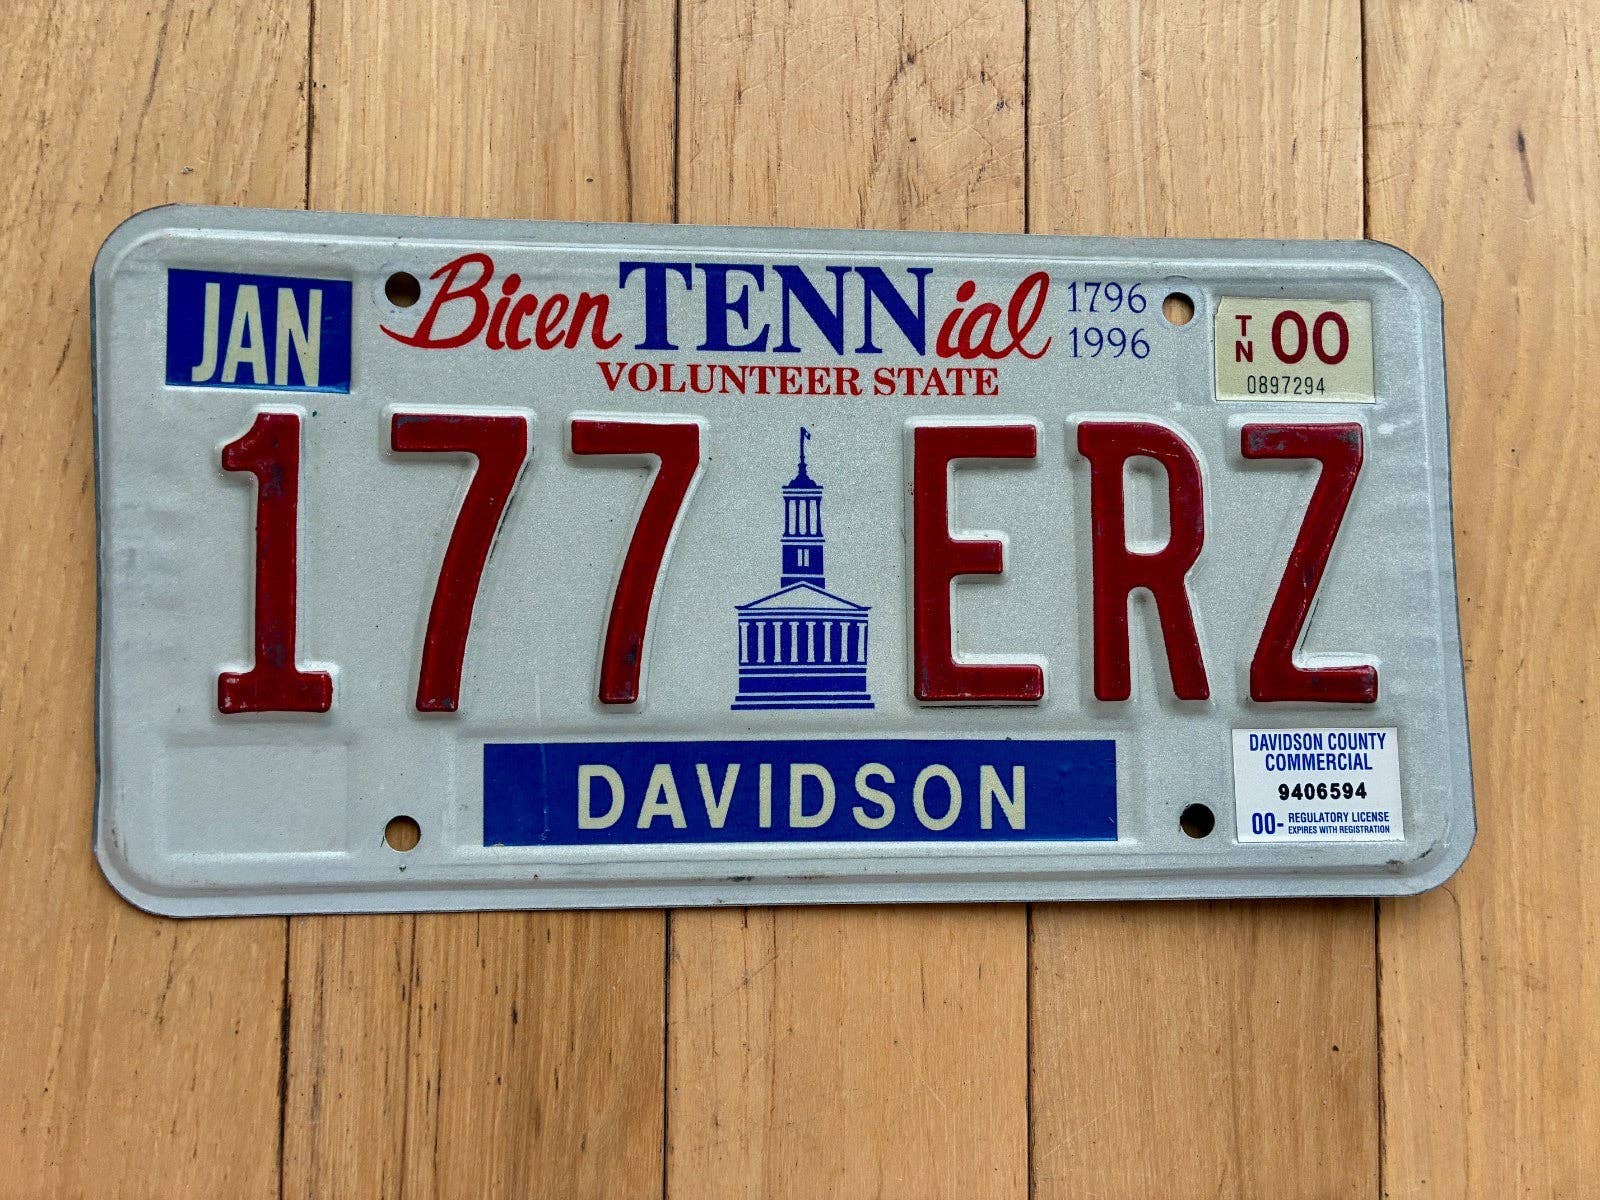 JAN
BicenTENNial
1796
1996
VOLUNTEER STATE
TN 00
0897294
177 ERZ
DAVIDSON
DAVIDSON COUNTY
COMMERCIAL
9406594
00- REGULATORY LICENSE
EXPIRES WITH REGISTRATION